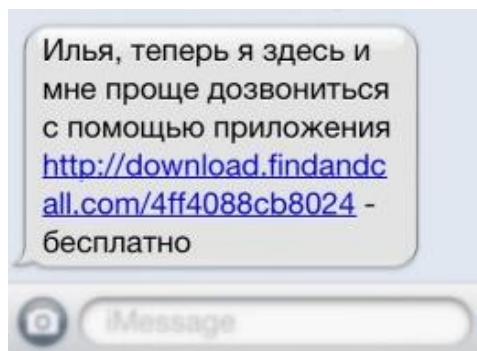 Илья, теперь я здесь и
мне проще дозвониться
с помощью приложения
http://download.findandc
all.com/4ff4088cb8024 -
бесплатно
iMessage